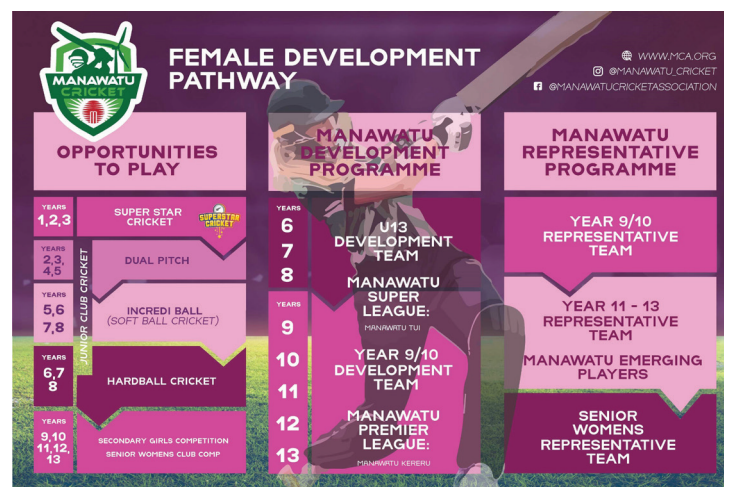 MANAWATU
CRICKET
FEMALE DEVELOPMENT
PATHWAY
WWW.MCA.ORG
@MANAWATU_CRICKET
@MANAWATUCRICKETASSOCIATION
OPPORTUNITIES
TO PLAY
YEARS
1,2,3
SUPER STAR
CRICKET
SUPERSTAR
CRICKET
YEARS
2,3,
4,5
JUNIOR CLUB CRICKET
DUAL PITCH
YEARS
5,6
7,8
INCREDI BALL
(SOFT BALL CRICKET)
YEARS
6,7
8
HARDBALL CRICKET
YEARS
9,10
11,12,
13
SECONDARY GIRLS COMPETITION
SENIOR WOMENS CLUB COMP
MANAWATU
DEVELOPMENT
PROGRAMME
YEARS
6
7
8
U13
DEVELOPMENT
TEAM
MANAWATU
SUPER
LEAGUE:
MANAWATU TUI
YEARS
9
10
11
12
13
YEAR 9/10
DEVELOPMENT
TEAM
MANAWATU
PREMIER
LEAGUE:
MANAWATU KERERU
MANAWATU
REPRESENTATIVE
PROGRAMME
YEAR 9/10
REPRESENTATIVE
TEAM
YEAR 11 - 13
REPRESENTATIVE
TEAM
MANAWATU EMERGING
PLAYERS
SENIOR
WOMENS
REPRESENTATIVE
TEAM